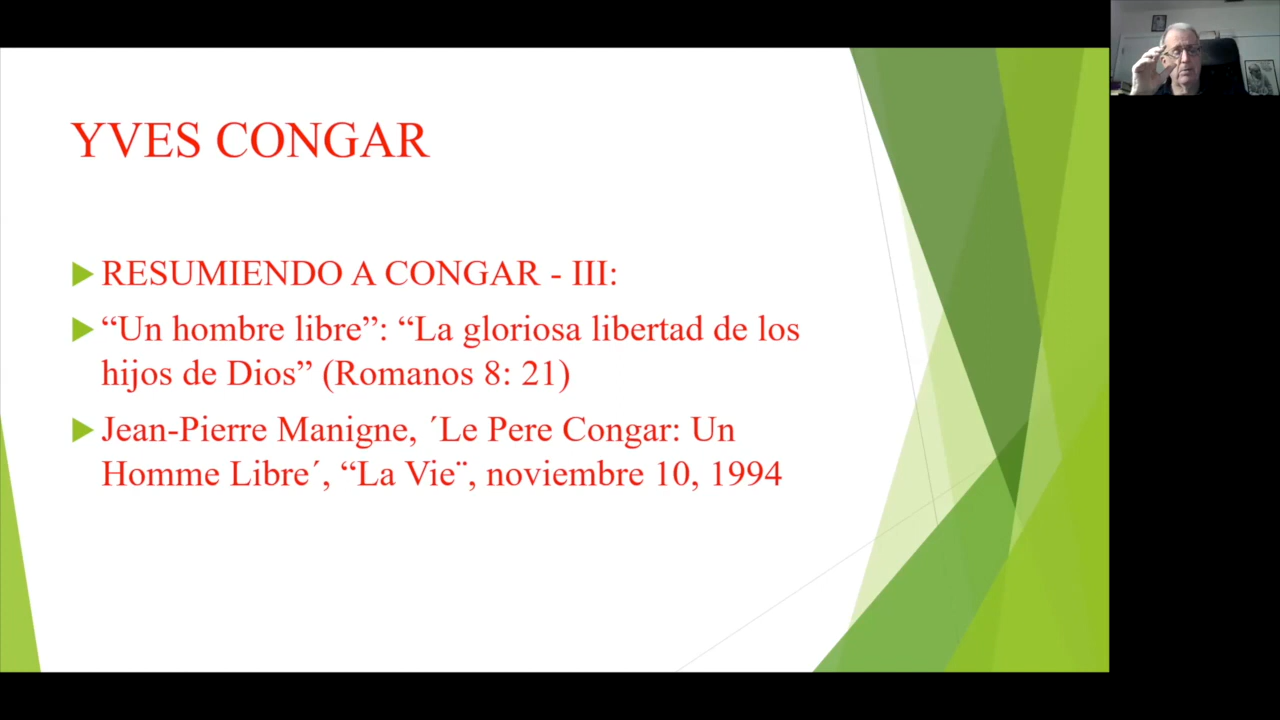 YVES CONGAR
RESUMIENDO A CONGAR - III:
“Un hombre libre”: “La gloriosa libertad de los
hijos de Dios” (Romanos 8: 21)
Jean-Pierre Manigne, ´Le Pere Congar: Un
Homme Libre´, “La Vie¨, noviembre 10, 1994